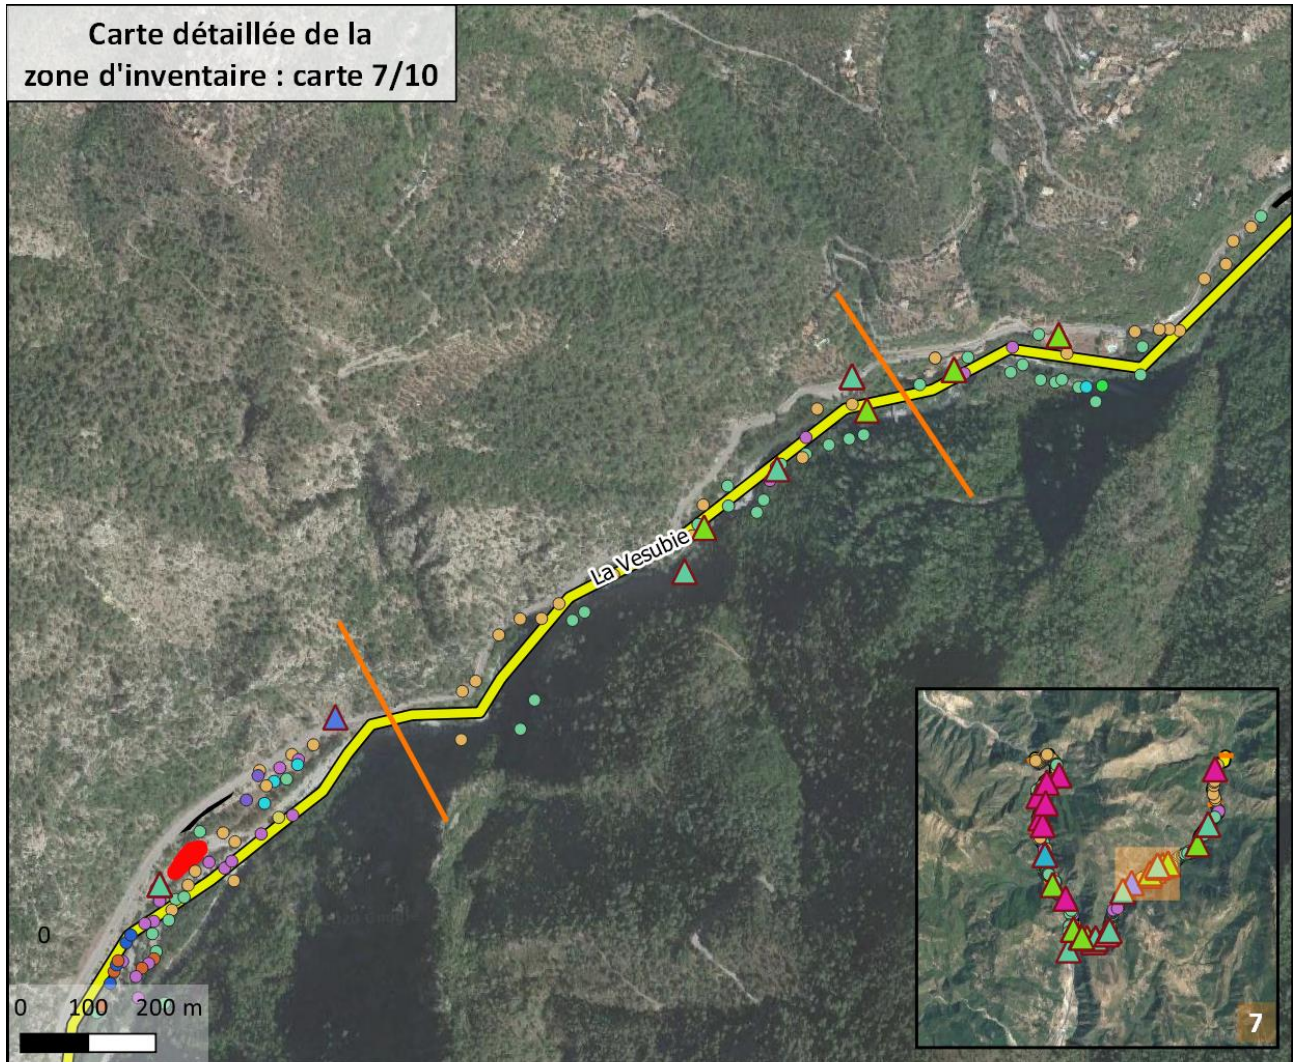 Carte détaillée de la
zone d'inventaire : carte 7/10
La Vesubie
0
0 100 200 m
7